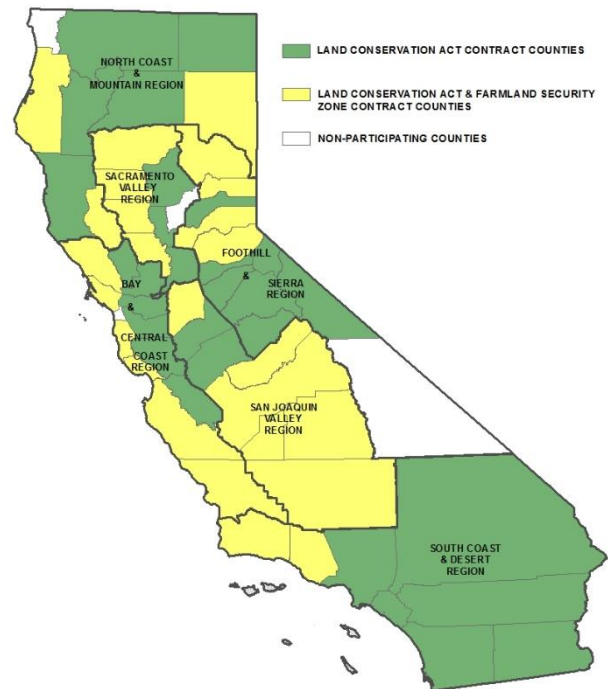 LAND CONSERVATION ACT CONTRACT COUNTIES
LAND CONSERVATION ACT & FARMLAND SECURITY
ZONE CONTRACT COUNTIES
NON-PARTICIPATING COUNTIES
NORTH COAST
&
MOUNTAIN REGION
SACRAMENTO
VALLEY
REGION
FOOTHILL
&
SIERRA
REGION
BAY
&
CENTRAL
COAST
REGION
SAN JOAQUIN
VALLEY
REGION
SOUTH COAST
& DESERT
REGION